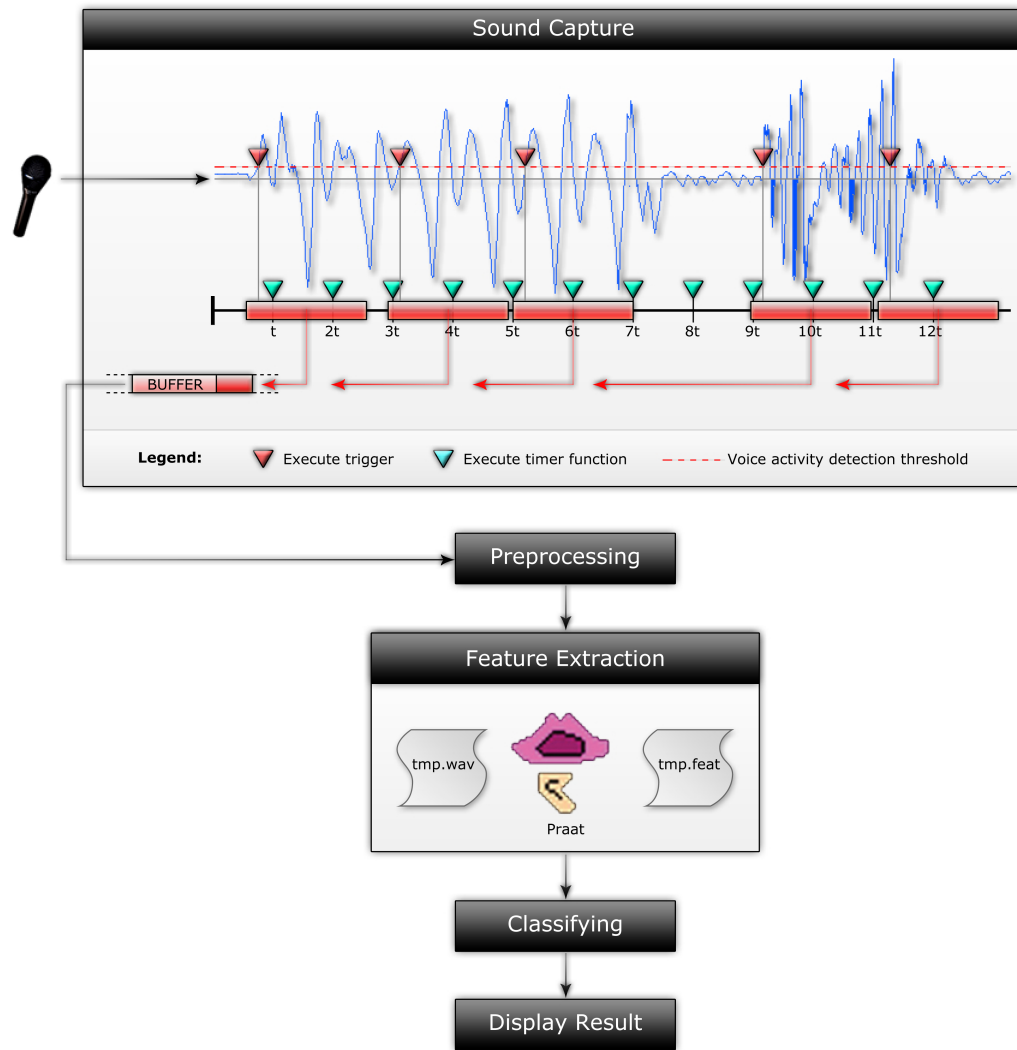 Sound Capture
t 2t 3t 4t 5t 6t 7t 8t 9t 10t 11t 12t
BUFFER
Legend: Execute trigger Execute timer function Voice activity detection threshold
Preprocessing
Feature Extraction
tmp.wav tmp.feat
Praat
Classifying
Display Result